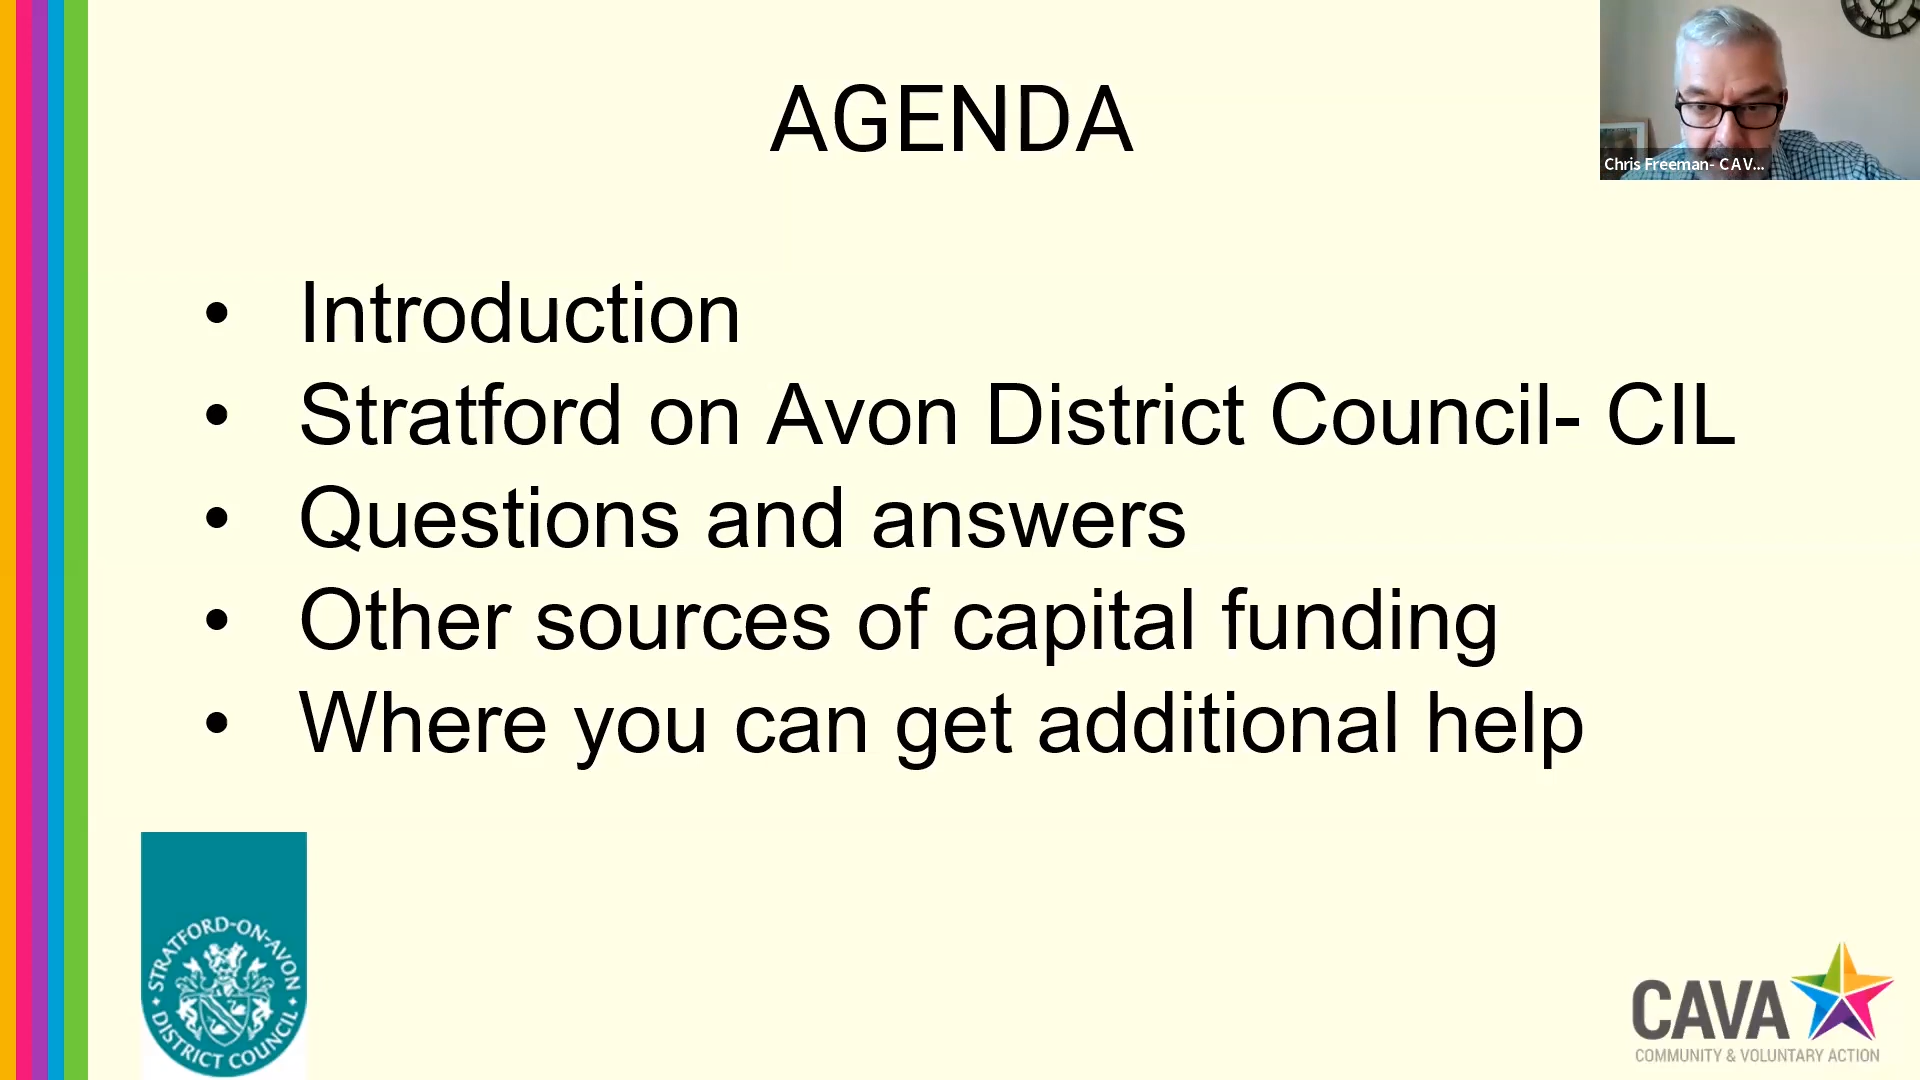 AGENDA
Chris Freeman- CAV...
• Introduction
• Stratford on Avon District Council- CIL
• Questions and answers
• Other sources of capital funding
• Where you can get additional help
STRATFORD-ON-AVON
• DISTRICT COUNCIL •
CAVA
COMMUNITY & VOLUNTARY ACTION